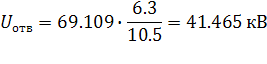 U_отв = 69.109 · 6.3/10.5 = 41.465 кВ